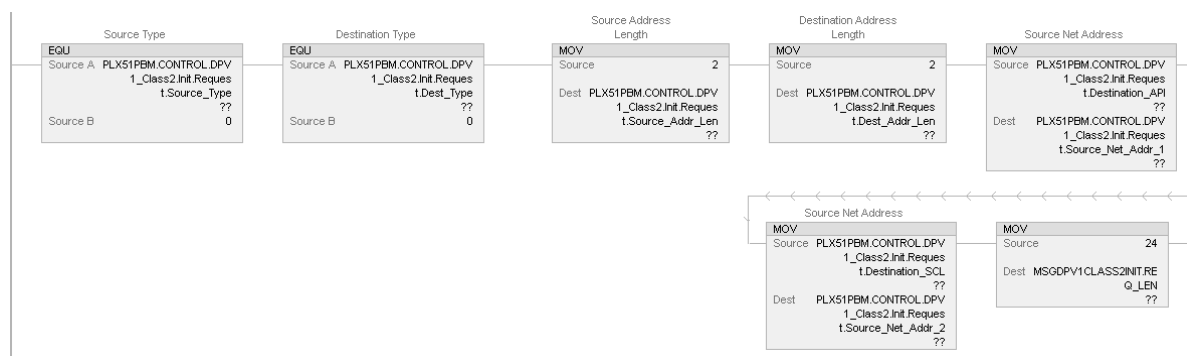 Source Type
EQU
Source A PLX51PBM.CONTROL.DPV
1_Class2.Init.Reques
t.Source_Type
??
Source B 0
Destination Type
EQU
Source A PLX51PBM.CONTROL.DPV
1_Class2.Init.Reques
t.Dest_Type
??
Source B 0
Source Address
Length
MOV
Source 2
Dest PLX51PBM.CONTROL.DPV
1_Class2.Init.Reques
t.Source_Addr_Len
??
Destination Address
Length
MOV
Source 2
Dest PLX51PBM.CONTROL.DPV
1_Class2.Init.Reques
t.Dest_Addr_Len
??
Source Net Address
MOV
Source PLX51PBM.CONTROL.DPV
1_Class2.Init.Reques
t.Destination_API
??
Dest PLX51PBM.CONTROL.DPV
1_Class2.Init.Reques
t.Source_Net_Addr_1
??
Source Net Address
MOV
Source PLX51PBM.CONTROL.DPV
1_Class2.Init.Reques
t.Destination_SCL
??
Dest PLX51PBM.CONTROL.DPV
1_Class2.Init.Reques
t.Source_Net_Addr_2
??
MOV
Source 24
Dest MSGDPV1CLASS2INIT.RE
Q_LEN
??